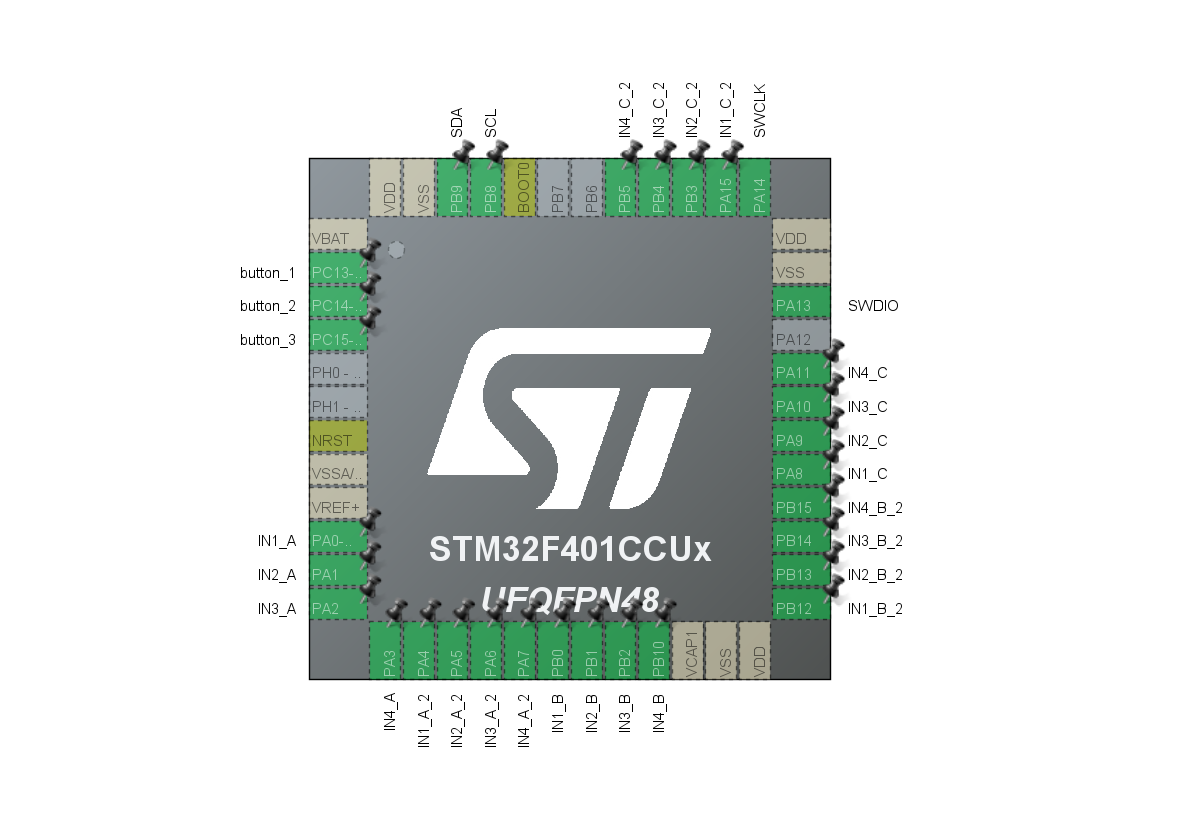 SDA
SCL
IN4_C_2
IN3_C_2
IN2_C_2
IN1_C_2
SWCLK
VDD
VSS
PB9
PB8
BOOT0
PB7
PB6
PB5
PB4
PB3
PA15
PA14
VBAT
button_1 PC13-..
button_2 PC14-..
button_3 PC15-..
PH0 - ..
PH1 - ..
NRST
VSSA/..
VREF+
IN1_A PA0-..
IN2_A PA1
IN3_A PA2
VDD
VSS
PA13 SWDIO
PA12
PA11 IN4_C
PA10 IN3_C
PA9 IN2_C
PA8 IN1_C
PB15 IN4_B_2
PB14 IN3_B_2
PB13 IN2_B_2
PB12 IN1_B_2
ST
STM32F401CCUx
UFQFPN48
PA3
PA4
PA5
PA6
PA7
PB0
PB1
PB2
PB10
VCAP1
VSS
VDD
IN4_A
IN1_A_2
IN2_A_2
IN3_A_2
IN4_A_2
IN1_B
IN2_B
IN3_B
IN4_B